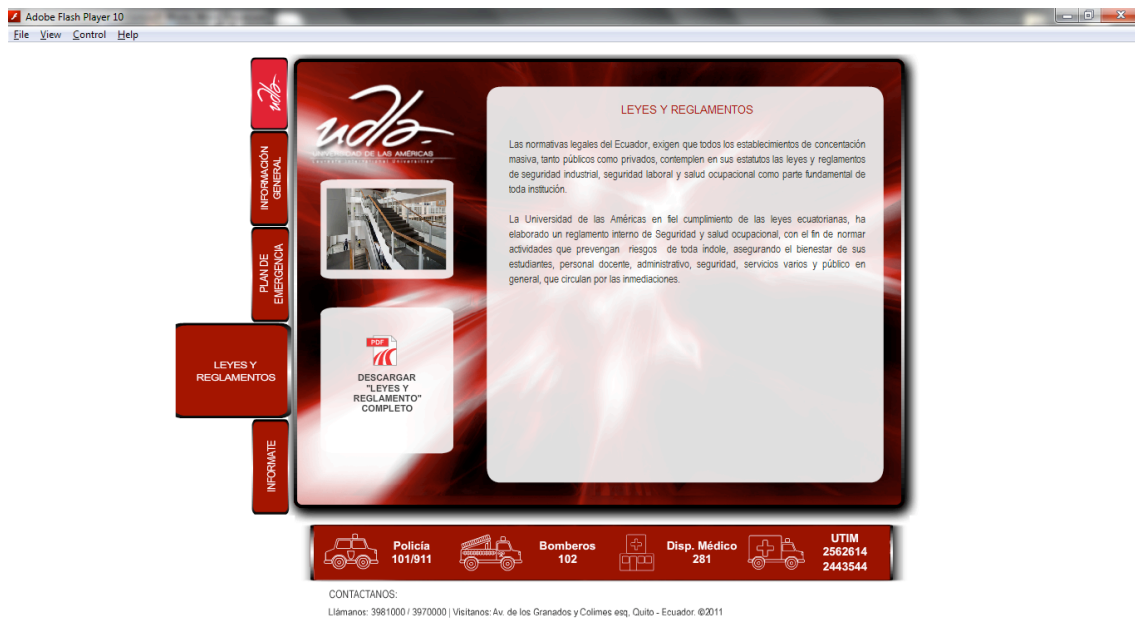 Adobe Flash Player 10
File View Control Help
udla-
INFORMACIÓN
GENERAL
PLAN DE
EMERGENCIA
LEYES Y
REGLAMENTOS
INFORMATE
udla-
UNIVERSIDAD DE LAS AMÉRICAS
PDF
DESCARGAR
"LEYES Y
REGLAMENTO"
COMPLETO
LEYES Y REGLAMENTOS
Las normativas legales del Ecuador, exigen que todos los establecimientos de concentación
masiva, tanto públicos como privados, contemplen en sus estatutos las leyes y reglamentos
de seguridad industrial, seguridad laboral y salud ocupacional como parte fundamental de
toda institución.
La Universidad de las Américas en fiel cumplimiento de las leyes ecuatorianas, ha
elaborado un reglamento interno de Seguridad y salud ocupacional, con el fin de normar
actividades que prevengan riesgos de toda índole, asegurando el bienestar de sus
estudiantes, personal docente, administrativo, seguridad, servicios varios y público en
general, que circulan por las inmediaciones.
Policía
101/911
Bomberos
102
Disp. Médico
281
UTIM
2562614
2443544
CONTACTANOS:
Llámanos: 3981000 / 3970000 | Visítanos: Av. de los Granados y Colimes esq, Quito - Ecuador. ©2011